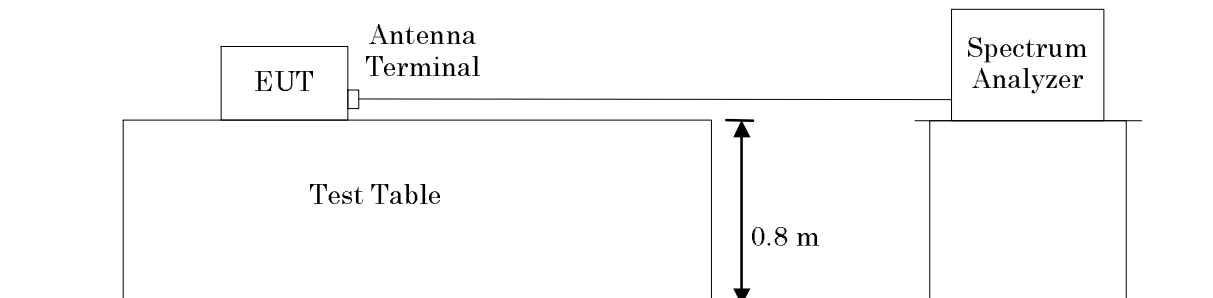 Antenna
Terminal
EUT
Spectrum
Analyzer
Test Table
0.8 m